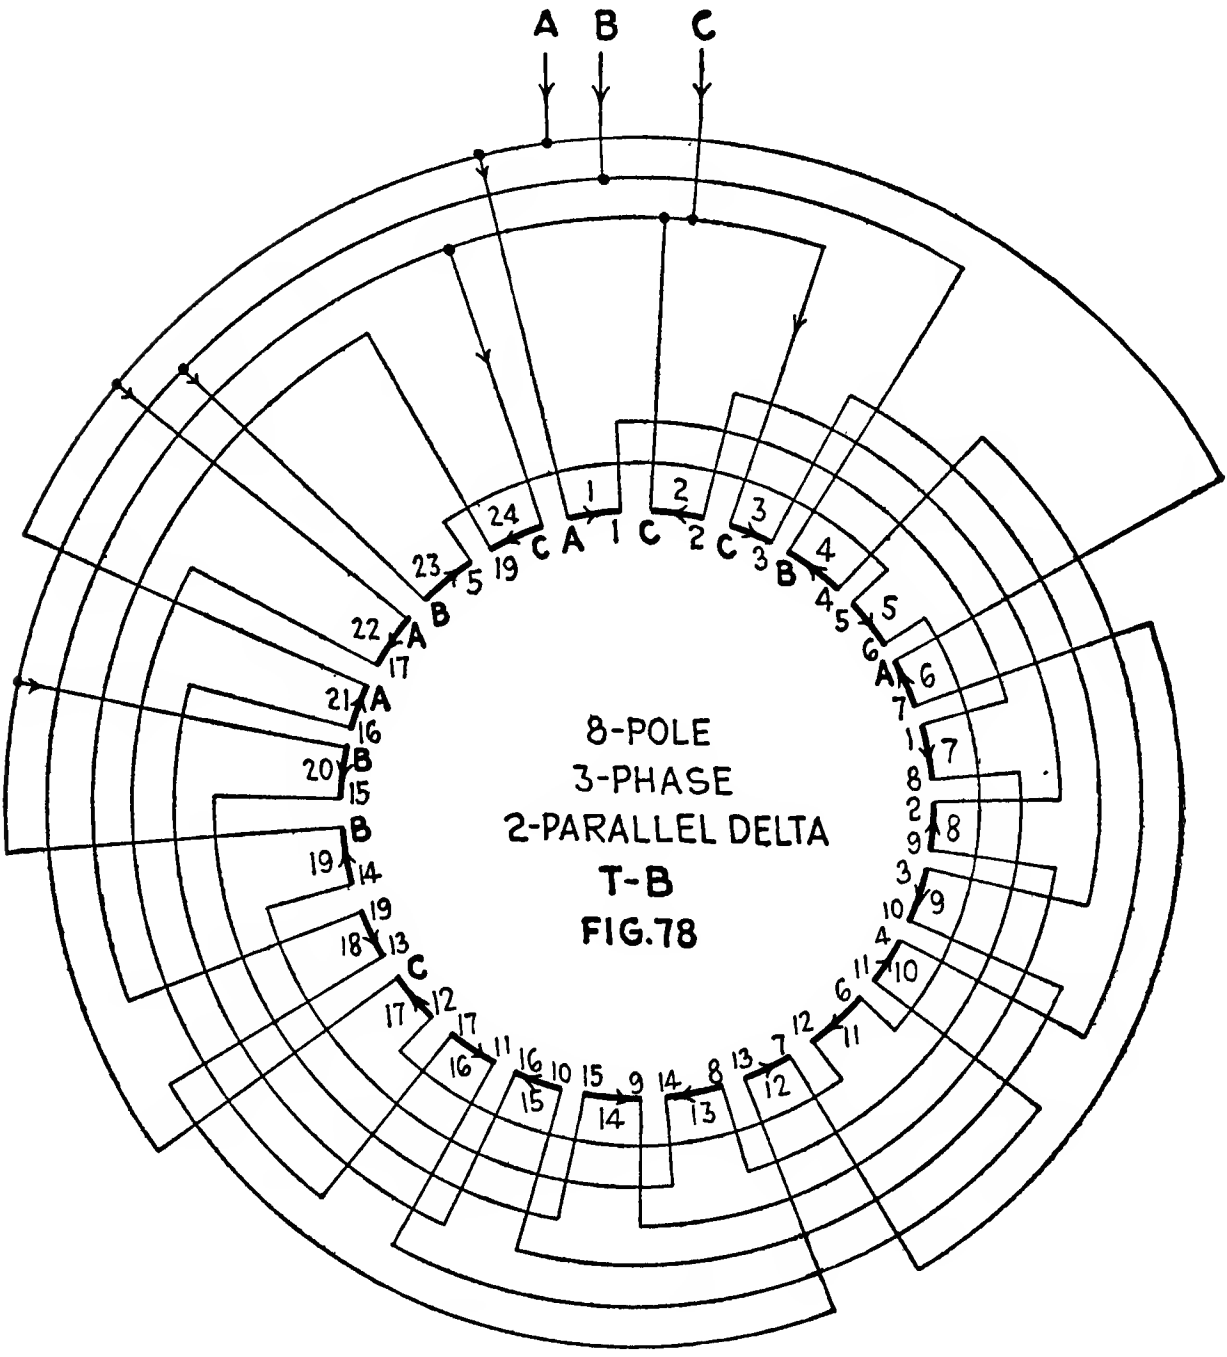 A B C
1
2
3
4
5
6
7
8
9
10
11
12
13
14
15
16
17
18
19
20
21
22
23
24
A 1
C 2
C 3
B 4
5 6
A 7
1 8
2 9
3 10
4 11
6 12
7 13
8 14
9 15
10 16
11 17
12 C
13 19
14 B
15 B
16 A
17 A
B 5
19 C
8-POLE
3-PHASE
2-PARALLEL DELTA
T-B
FIG.78